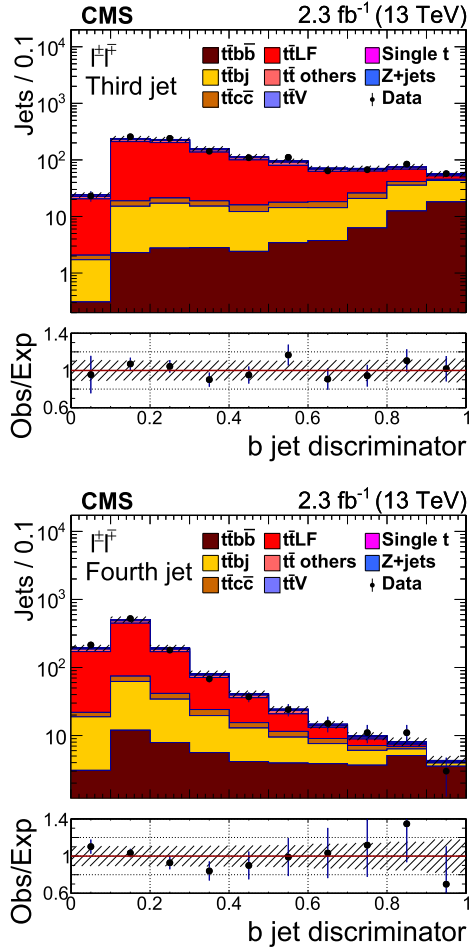 CMS 2.3 fb⁻¹ (13 TeV)
Jets / 0.1
10⁴
10³
10²
10
1
l±l∓
Third jet
tt̄bb̄
tt̄bj
tt̄cc̄
tt̄LF
tt̄ others
tt̄V
Single t
Z+jets
Data
Obs/Exp
1.4
1
0.6
0 0.2 0.4 0.6 0.8 1
b jet discriminator
CMS 2.3 fb⁻¹ (13 TeV)
Jets / 0.1
10⁴
10³
10²
10
l±l∓
Fourth jet
tt̄bb̄
tt̄bj
tt̄cc̄
tt̄LF
tt̄ others
tt̄V
Single t
Z+jets
Data
Obs/Exp
1.4
1
0.6
0 0.2 0.4 0.6 0.8 1
b jet discriminator